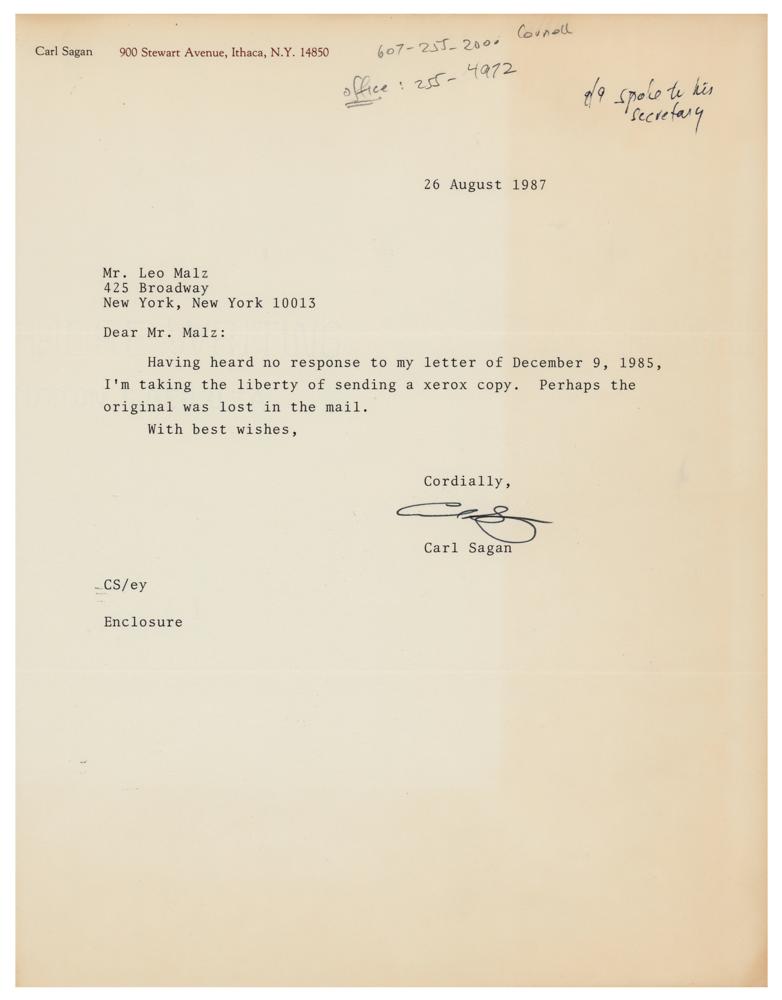 Carl Sagan 900 Stewart Avenue, Ithaca, N.Y. 14850
607-255-2000 Cornell
office: 255-4972
spoke to his
secretary
26 August 1987
Mr. Leo Malz
425 Broadway
New York, New York 10013
Dear Mr. Malz:
Having heard no response to my letter of December 9, 1985,
I'm taking the liberty of sending a xerox copy. Perhaps the
original was lost in the mail.
With best wishes,
Cordially,
Carl Sagan
CS/ey
Enclosure